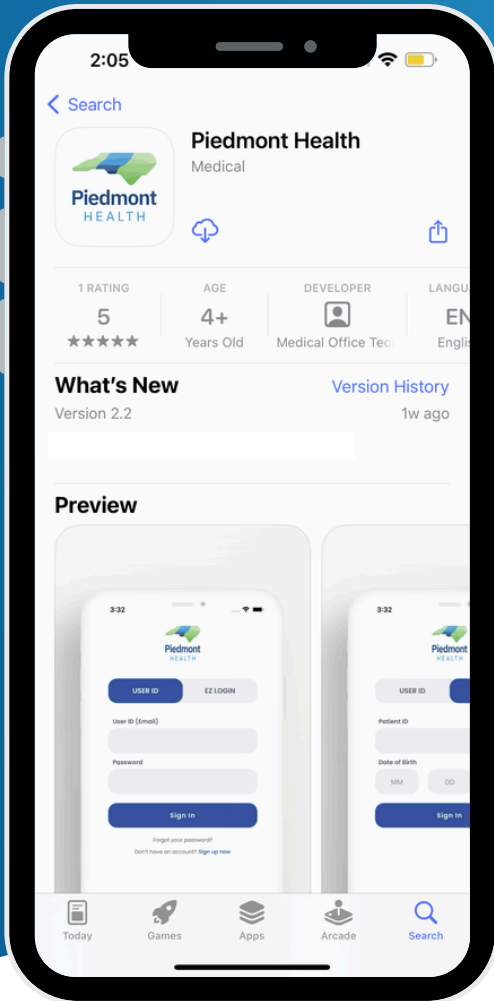 2:05
Search
Piedmont
HEALTH
Piedmont Health
Medical
1 RATING
5
★★★★★
AGE
4+
Years Old
DEVELOPER
Medical Office Tec
LANGU
EN
Englis
What's New
Version History
Version 2.2
1w ago
Preview
3:32
Piedmont
HEALTH
USER ID
EZ LOGIN
User ID (Email)
Password
Sign In
Forgot your password?
Don't have an account? Sign up now
3:32
Piedmont
HEALTH
USER ID
Patient ID
Date of Birth
MM
DD
Sign In
Today
Games
Apps
Arcade
Search